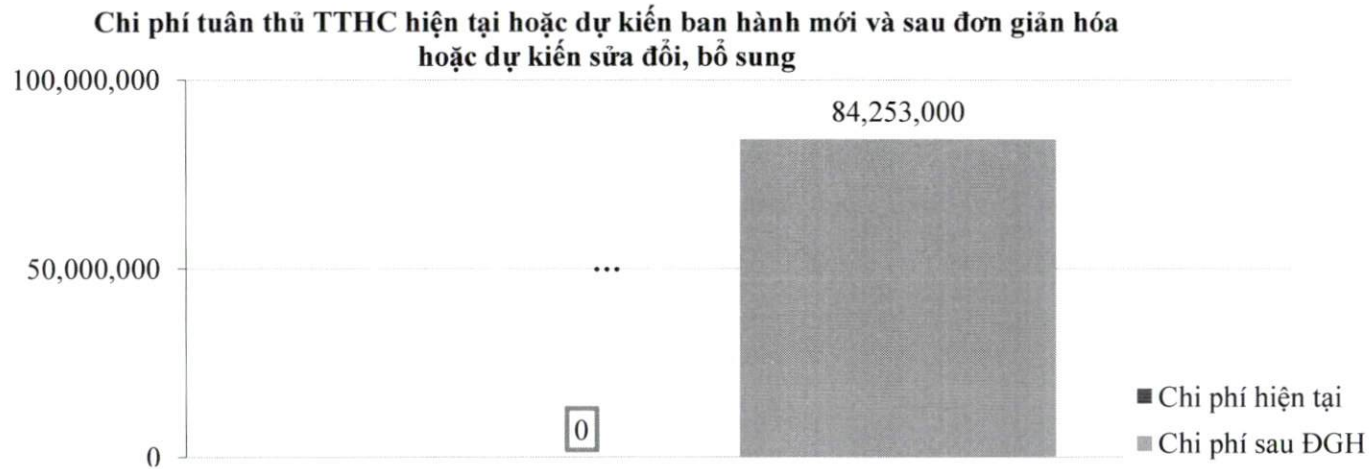 Chi phí tuân thủ TTHC hiện tại hoặc dự kiến ban hành mới và sau đơn giản hóa
hoặc dự kiến sửa đổi, bổ sung
100,000,000
84,253,000
50,000,000
...
0
0
Chi phí hiện tại
Chi phí sau ĐGH